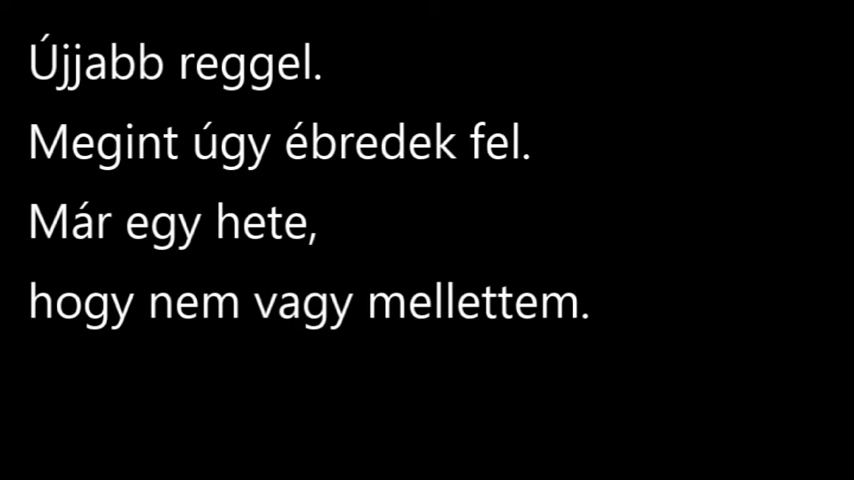 Újjabb reggel.
Megint úgy ébredek fel.
Már egy hete,
hogy nem vagy mellettem.